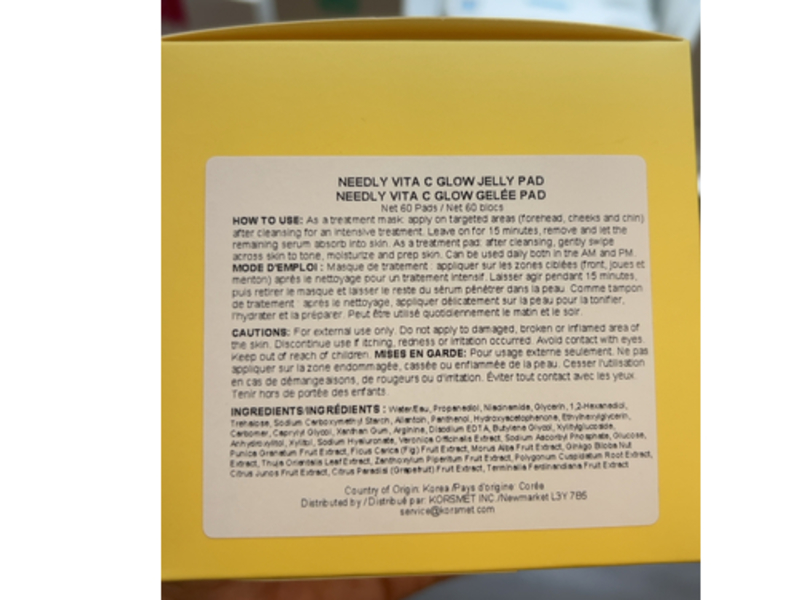 NEEDLY VITA C GLOW JELLY PAD
NEEDLY VITA C GLOW GELÉE PAD
Net 60 Pads / Net 60 blocs
HOW TO USE: As a treatment mask: apply on targeted areas (forehead, cheeks and chin)
after cleansing for an intensive treatment. Leave on for 15 minutes, remove and let the
remaining serum absorb into skin. As a treatment pad: after cleansing, gently swipe
across skin to tone, moisturize and prep skin. Can be used daily both in the AM and PM.
MODE D'EMPLOI : Masque de traitement : appliquer sur les zones ciblées (front, joues et
menton) après le nettoyage pour un traitement intensif. Laisser agir pendant 15 minutes,
puis retirer le masque et laisser le reste du sérum pénétrer dans la peau. Comme tampon
de traitement : après le nettoyage, appliquer délicatement sur la peau pour la tonifier,
l'hydrater et la préparer. Peut être utilisé quotidiennement le matin et le soir.
CAUTIONS: For external use only. Do not apply to damaged, broken or inflamed area of
the skin. Discontinue use if itching, redness or irritation occurred. Avoid contact with eyes.
Keep out of reach of children. MISES EN GARDE: Pour usage externe seulement. Ne pas
appliquer sur la zone endommagée, cassée ou enflammée de la peau. Cesser l'utilisation
en cas de démangeaisons, de rougeurs ou d'irritation. Éviter tout contact avec les yeux.
Tenir hors de portée des enfants.
INGREDIENTS/INGRÉDIENTS : Water/Eau, Propanediol, Niacinamide, Glycerin, 1,2-Hexanediol,
Trehalose, Sodium Carboxymethyl Starch, Allantoin, Panthenol, Hydroxyacetophenone, Ethylhexylglycerin,
Carbomer, Caprylyl Glycol, Xanthan Gum, Arginine, Disodium EDTA, Butylene Glycol, Xylitylglucoside,
Anhydroxylitol, Xylitol, Sodium Hyaluronate, Veronica Officinalis Extract, Sodium Ascorbyl Phosphate, Glucose,
Punica Granatum Fruit Extract, Ficus Carica (Fig) Fruit Extract, Morus Alba Fruit Extract, Ginkgo Biloba Nut
Extract, Thuja Orientalis Leaf Extract, Zanthoxylum Piperitum Fruit Extract, Polygonum Cuspidatum Root Extract,
Citrus Junos Fruit Extract, Citrus Paradisi (Grapefruit) Fruit Extract, Terminalia Ferdinandiana Fruit Extract
Country of Origin: Korea /Pays d'origine: Corée
Distributed by / Distribué par: KORSMET INC./Newmarket L3Y 7B6
service@korsmet.com